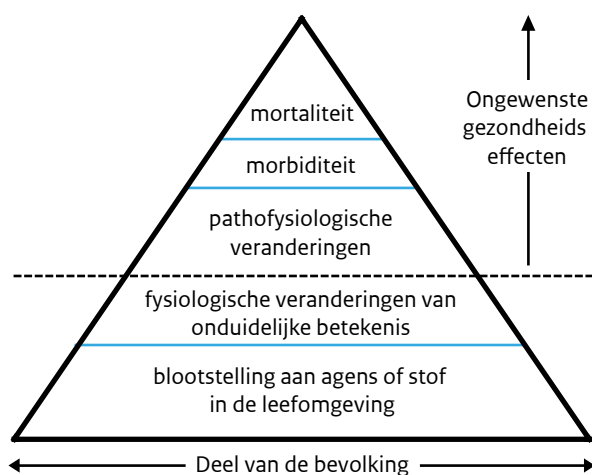 mortaliteit
morbiditeit
pathofysiologische
veranderingen
fysiologische veranderingen van
onduidelijke betekenis
blootstelling aan agens of stof
in de leefomgeving
Ongewenste
gezondheids
effecten
Deel van de bevolking